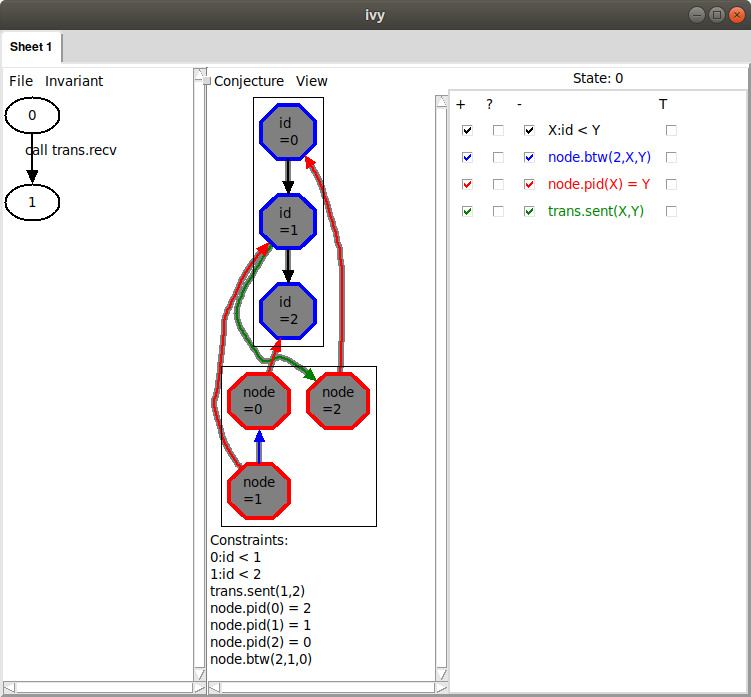 ivy
Sheet 1
File Invariant
0
call trans.recv
1
Conjecture View
id
=0
id
=1
id
=2
node
=0
node
=2
node
=1
Constraints:
0:id < 1
1:id < 2
trans.sent(1,2)
node.pid(0) = 2
node.pid(1) = 1
node.pid(2) = 0
node.btw(2,1,0)
State: 0
+ ? - T
X:id < Y
node.btw(2,X,Y)
node.pid(X) = Y
trans.sent(X,Y)